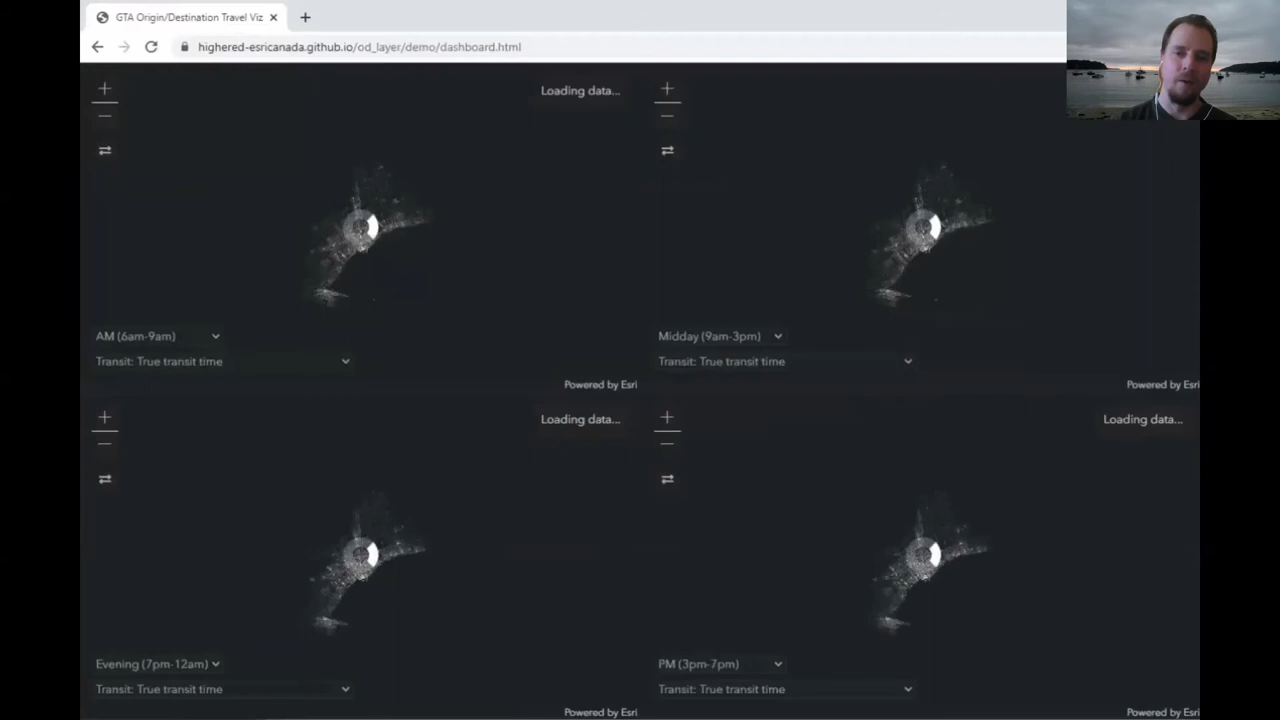 GTA Origin/Destination Travel Viz
highered-esricanada.github.io/od_layer/demo/dashboard.html
Loading data...
AM (6am-9am)
Transit: True transit time
Powered by Esri
Midday (9am-3pm)
Transit: True transit time
Powered by Esri
Loading data...
Evening (7pm-12am)
Transit: True transit time
Powered by Esri
Loading data...
PM (3pm-7pm)
Transit: True transit time
Powered by Esri